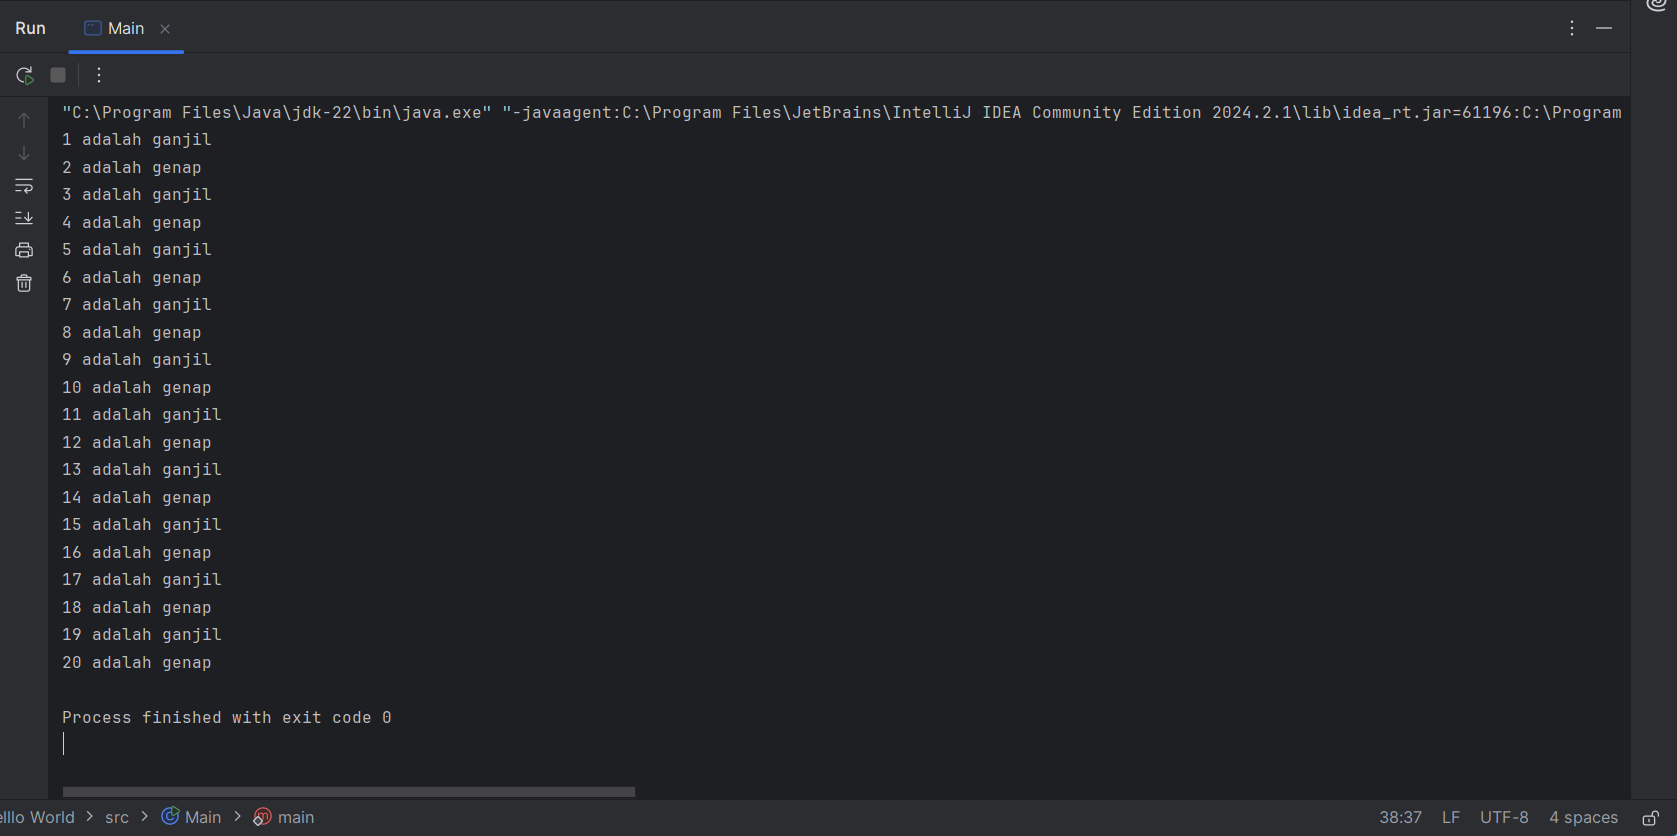 Run Main
"C:\Program Files\Java\jdk-22\bin\java.exe" "-javaagent:C:\Program Files\JetBrains\IntelliJ IDEA Community Edition 2024.2.1\lib\idea_rt.jar=61196:C:\Program
1 adalah ganjil
2 adalah genap
3 adalah ganjil
4 adalah genap
5 adalah ganjil
6 adalah genap
7 adalah ganjil
8 adalah genap
9 adalah ganjil
10 adalah genap
11 adalah ganjil
12 adalah genap
13 adalah ganjil
14 adalah genap
15 adalah ganjil
16 adalah genap
17 adalah ganjil
18 adalah genap
19 adalah ganjil
20 adalah genap
Process finished with exit code 0
elllo World > src > Main > main 38:37 LF UTF-8 4 spaces